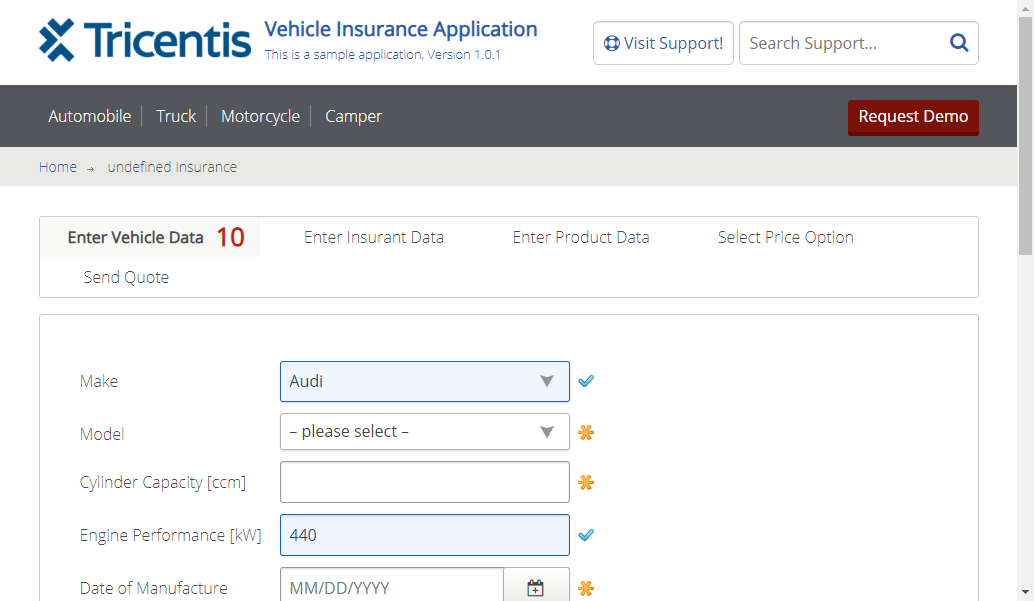 Tricentis
Vehicle Insurance Application
This is a sample application, Version 1.0.1
Visit Support!
Search Support...
Automobile
Truck
Motorcycle
Camper
Request Demo
Home → undefined Insurance
Enter Vehicle Data 10
Enter Insurant Data
Enter Product Data
Select Price Option
Send Quote
Make
Audi
Model
– please select –
Cylinder Capacity [ccm]
Engine Performance [kW]
440
Date of Manufacture
MM/DD/YYYY